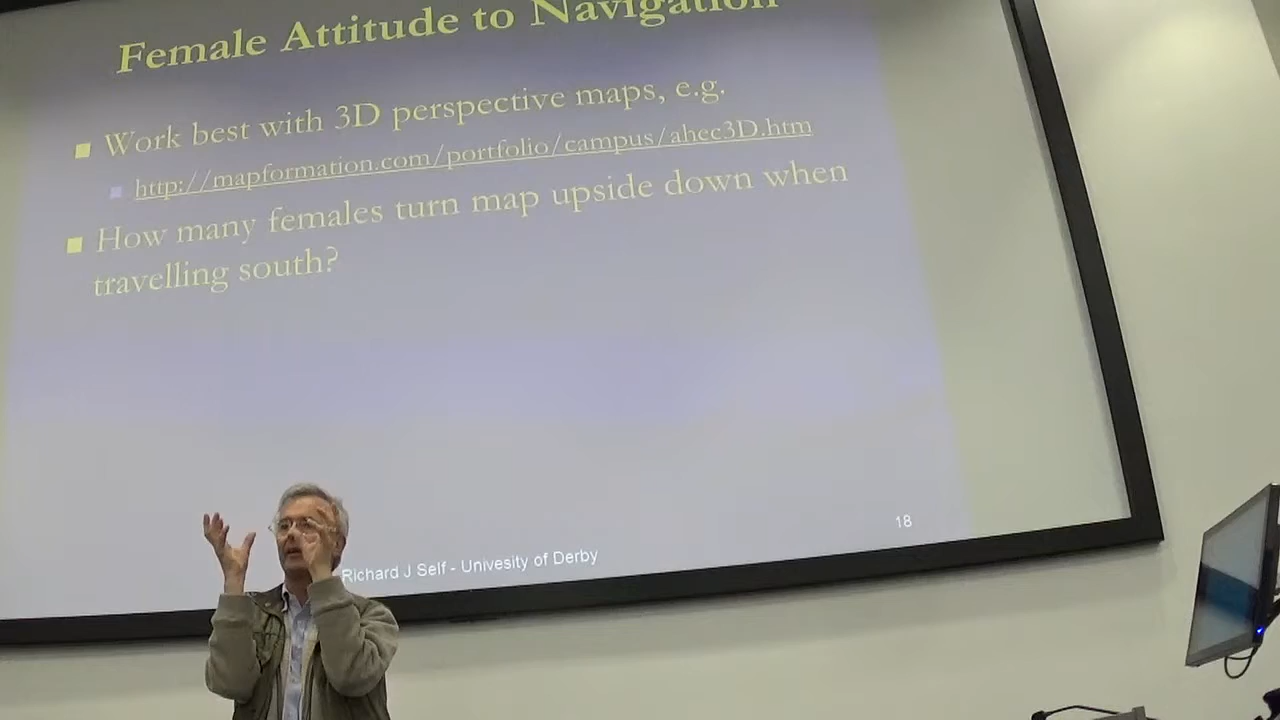 Female Attitude to Navigation
Work best with 3D perspective maps, e.g.
http://mapformation.com/portfolio/campus/ahec3D.htm
How many females turn map upside down when
travelling south?
18
Richard J Self - Univesity of Derby